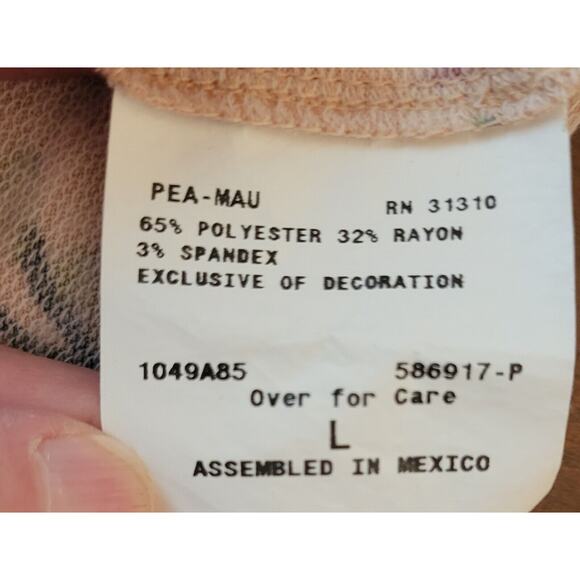 PEA-MAU RN 31310
65% POLYESTER 32% RAYON
3% SPANDEX
EXCLUSIVE OF DECORATION
1049A85 586917-P
Over for Care
L
ASSEMBLED IN MEXICO